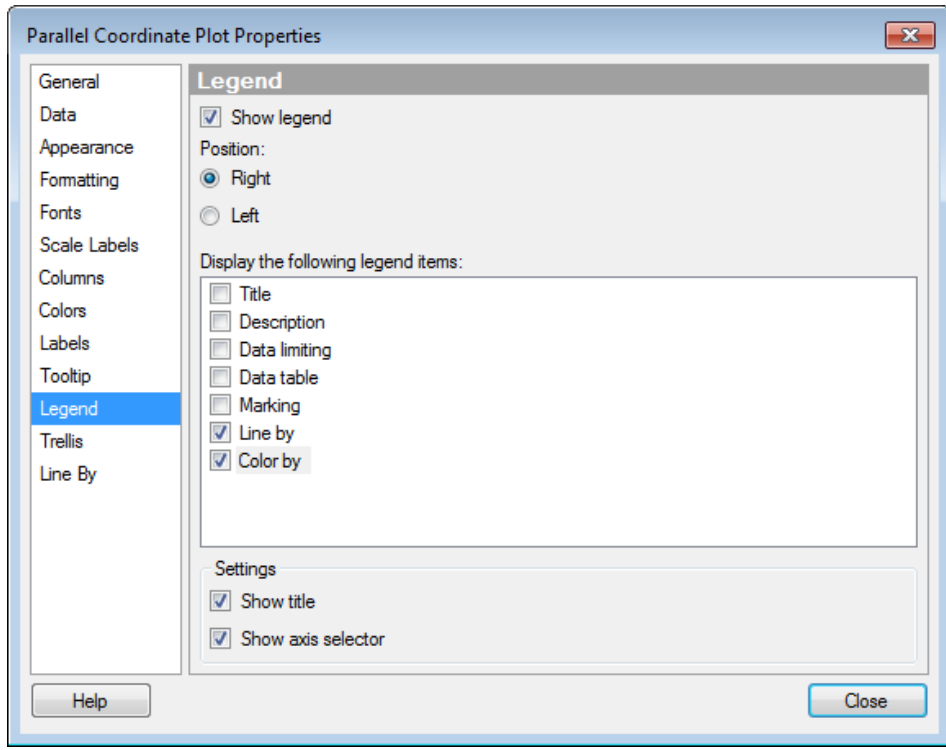 Parallel Coordinate Plot Properties
General
Data
Appearance
Formatting
Fonts
Scale Labels
Columns
Colors
Labels
Tooltip
Legend
Trellis
Line By
Legend
Show legend
Position:
Right
Left
Display the following legend items:
Title
Description
Data limiting
Data table
Marking
Line by
Color by
Settings
Show title
Show axis selector
Help
Close